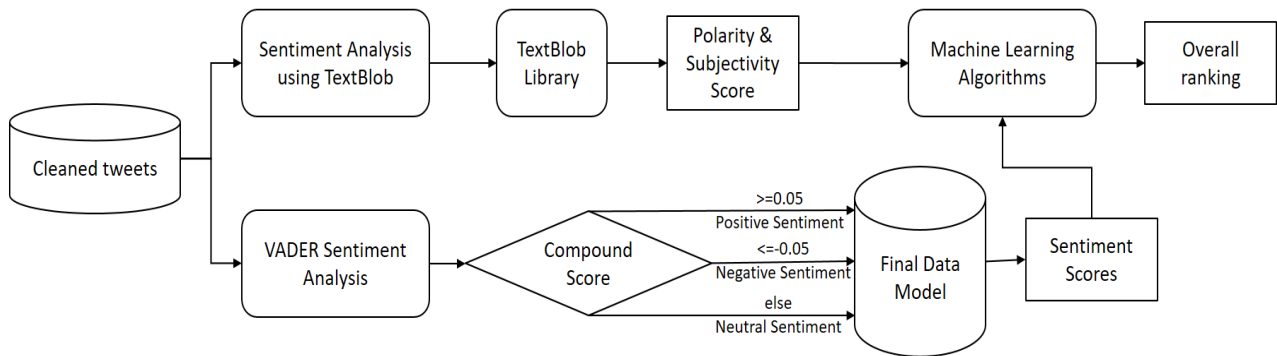 Cleaned tweets
Sentiment Analysis
using TextBlob
TextBlob
Library
Polarity &
Subjectivity
Score
Machine Learning
Algorithms
Overall
ranking
VADER Sentiment
Analysis
Compound
Score
>=0.05
Positive Sentiment
<=-0.05
Negative Sentiment
else
Neutral Sentiment
Final Data
Model
Sentiment
Scores